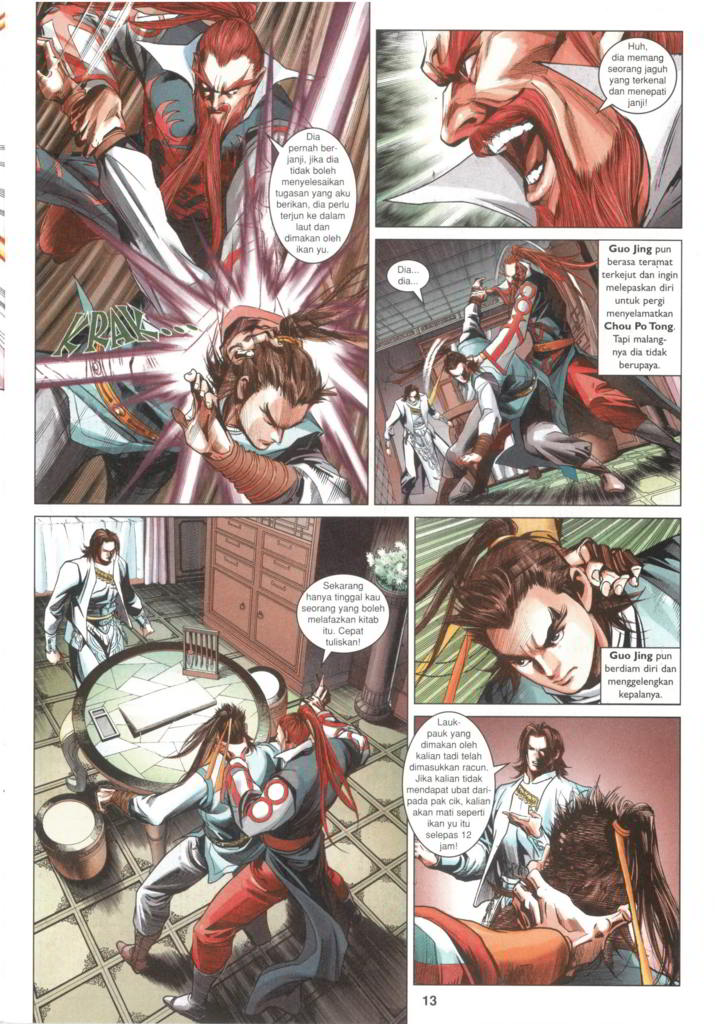 Dia
pernah ber-
janji, jika dia
tidak boleh
menyelesaikan
tugasan yang aku
berikan, dia perlu
terjun ke dalam
laut dan
dimakan oleh
ikan yu.
KRAK...
Huh,
dia memang
seorang jaguh
yang terkenal
dan menepati
janji!
Dia...
dia...
Guo Jing pun
berasa teramat
terkejut dan ingin
melepaskan diri
untuk pergi
menyelamatkan
Chou Po Tong.
Tapi malang-
nya dia tidak
berupaya.
Sekarang
hanya tinggal kau
seorang yang boleh
melafazkan kitab
itu. Cepat
tuliskan!
Guo Jing pun
berdiam diri dan
menggelengkan
kepalanya.
Lauk-
pauk yang
dimakan oleh
kalian tadi telah
dimasukkan racun.
Jika kalian tidak
mendapat ubat dari-
pada pak cik, kalian
akan mati seperti
ikan yu itu
selepas 12
jam!
13